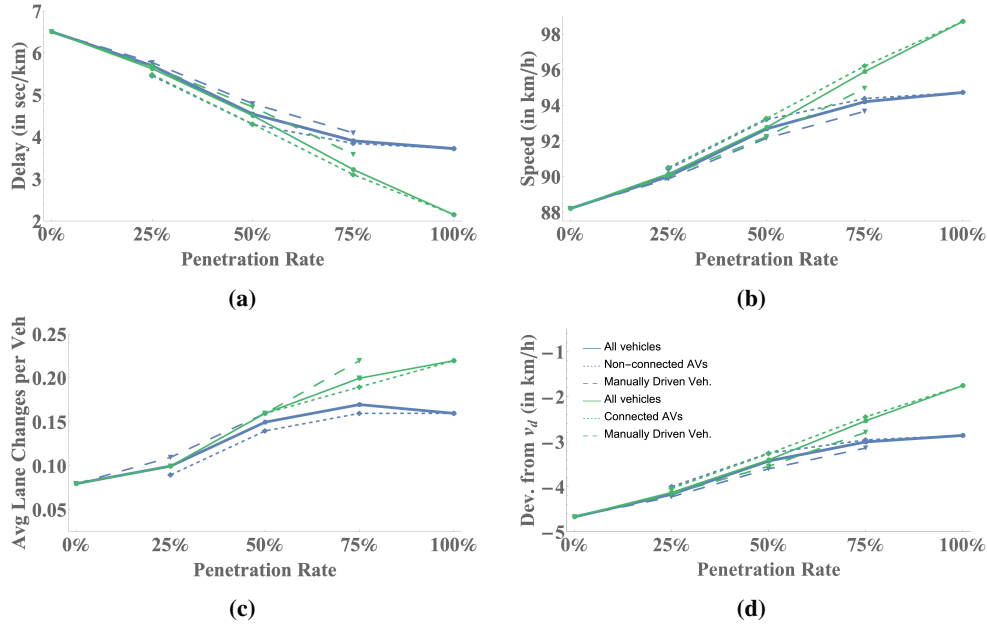 7
6
5
4
3
2
Delay (in sec/km)
0%
25%
50%
75%
100%
Penetration Rate
(a)
98
96
94
92
90
88
Speed (in km/h)
0%
25%
50%
75%
100%
Penetration Rate
(b)
0.25
0.20
0.15
0.10
0.05
Avg Lane Changes per Veh
0%
25%
50%
75%
100%
Penetration Rate
(c)
-1
-2
-3
-4
-5
Dev. from v_d (in km/h)
All vehicles
Non-connected AVs
Manually Driven Veh.
All vehicles
Connected AVs
Manually Driven Veh.
0%
25%
50%
75%
100%
Penetration Rate
(d)